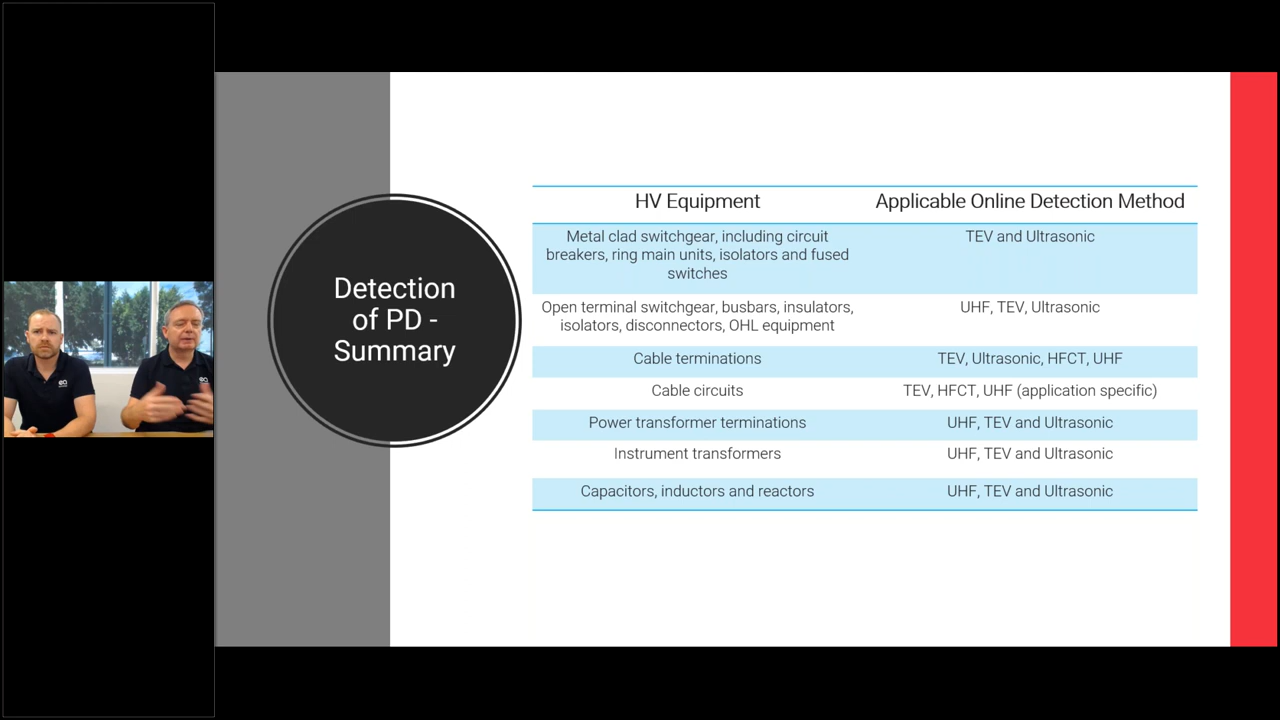 Detection
of PD -
Summary
HV Equipment
Applicable Online Detection Method
Metal clad switchgear, including circuit
breakers, ring main units, isolators and fused
switches
TEV and Ultrasonic
Open terminal switchgear, busbars, insulators,
isolators, disconnectors, OHL equipment
UHF, TEV, Ultrasonic
Cable terminations
TEV, Ultrasonic, HFCT, UHF
Cable circuits
TEV, HFCT, UHF (application specific)
Power transformer terminations
UHF, TEV and Ultrasonic
Instrument transformers
UHF, TEV and Ultrasonic
Capacitors, inductors and reactors
UHF, TEV and Ultrasonic